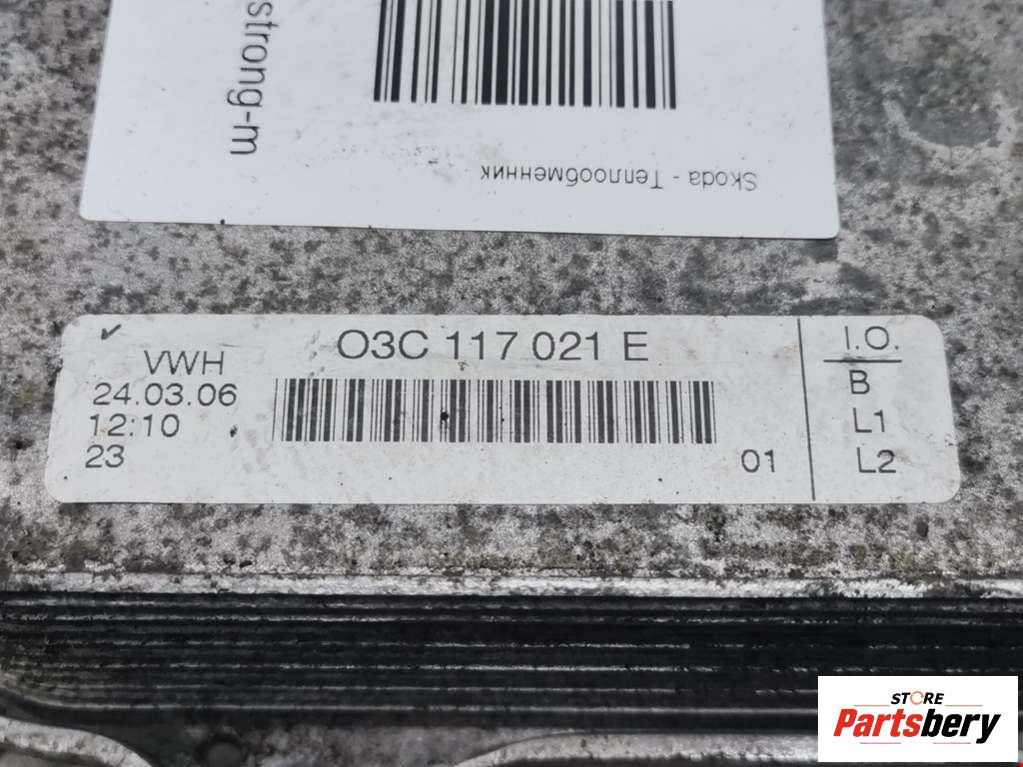 strong-m
Skoda - Теплообменник
✓
VWH
24.03.06
12:10
23
03C 117 021 E
01
I.O.
B
L1
L2
STORE
Partsbery